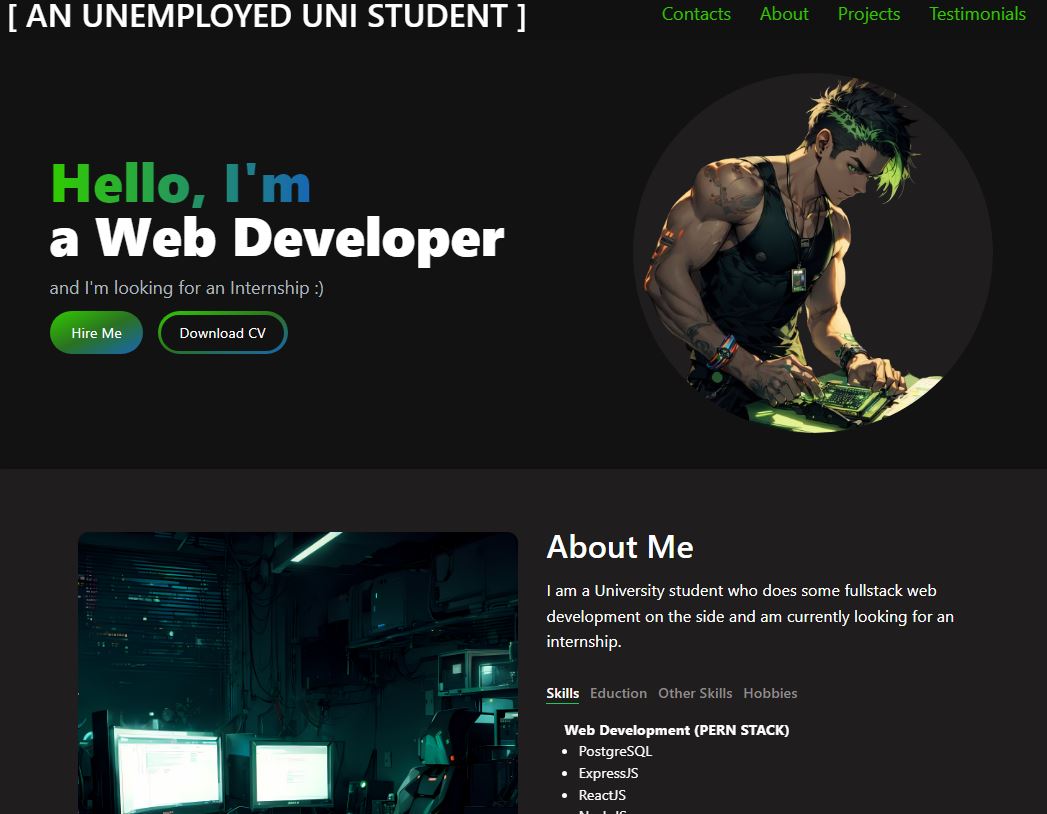 [ AN UNEMPLOYED UNI STUDENT ]
Contacts About Projects Testimonials
Hello, I'm
a Web Developer
and I'm looking for an Internship :)
Hire Me Download CV
About Me
I am a University student who does some fullstack web
development on the side and am currently looking for an
internship.
Skills Eduction Other Skills Hobbies
Web Development (PERN STACK)
• PostgreSQL
• ExpressJS
• ReactJS